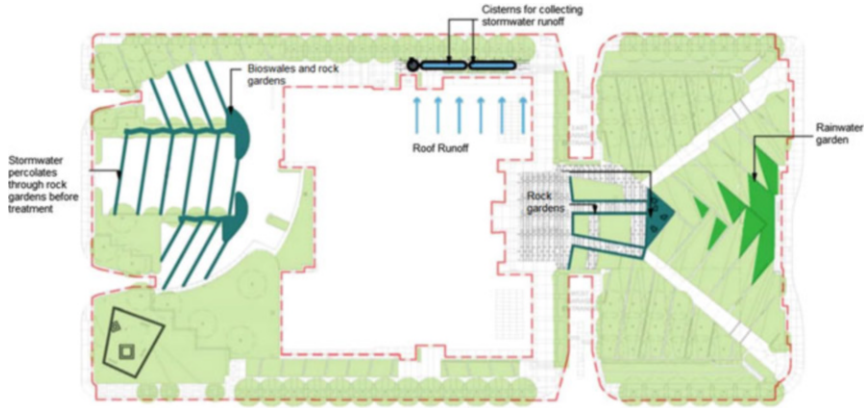 Cisterns for collecting
stormwater runoff
Bioswales and rock
gardens
Roof Runoff
Rainwater
garden
Stormwater
percolates
through rock
gardens before
treatment
Rock
gardens